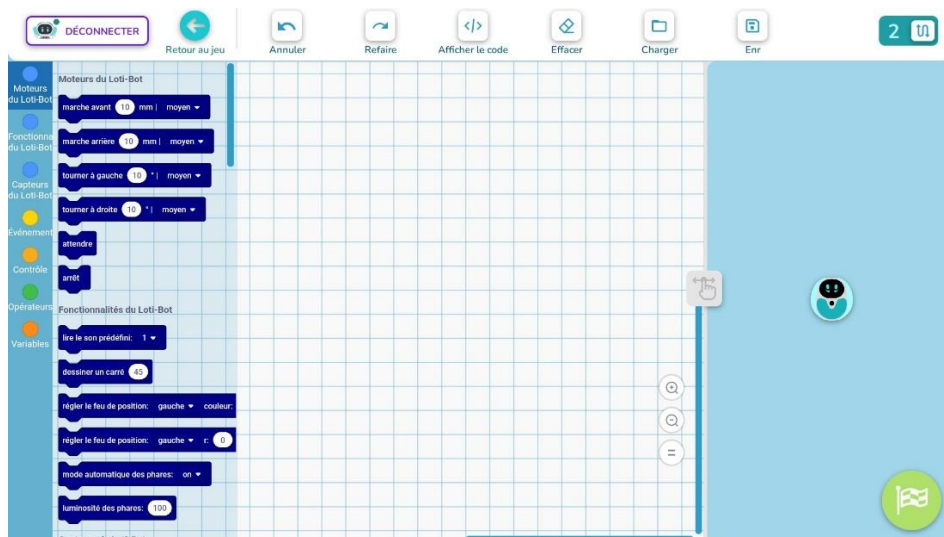 DÉCONNECTER
Retour au jeu
Annuler
Refaire
</>
Afficher le code
Effacer
Charger
Enr
2
Moteurs
du Loti-Bot
Fonctionna
du Loti-Bot
Capteurs
du Loti-Bot
Événement
Contrôle
Opérateurs
Variables
Moteurs du Loti-Bot
marche avant 10 mm | moyen
marche arrière 10 mm | moyen
tourner à gauche 10 ° | moyen
tourner à droite 10 ° | moyen
attendre
arrêt
Fonctionnalités du Loti-Bot
lire le son prédéfini: 1
dessiner un carré 45
régler le feu de position: gauche couleur:
régler le feu de position: gauche r: 0
mode automatique des phares: on
luminosité des phares: 100
=